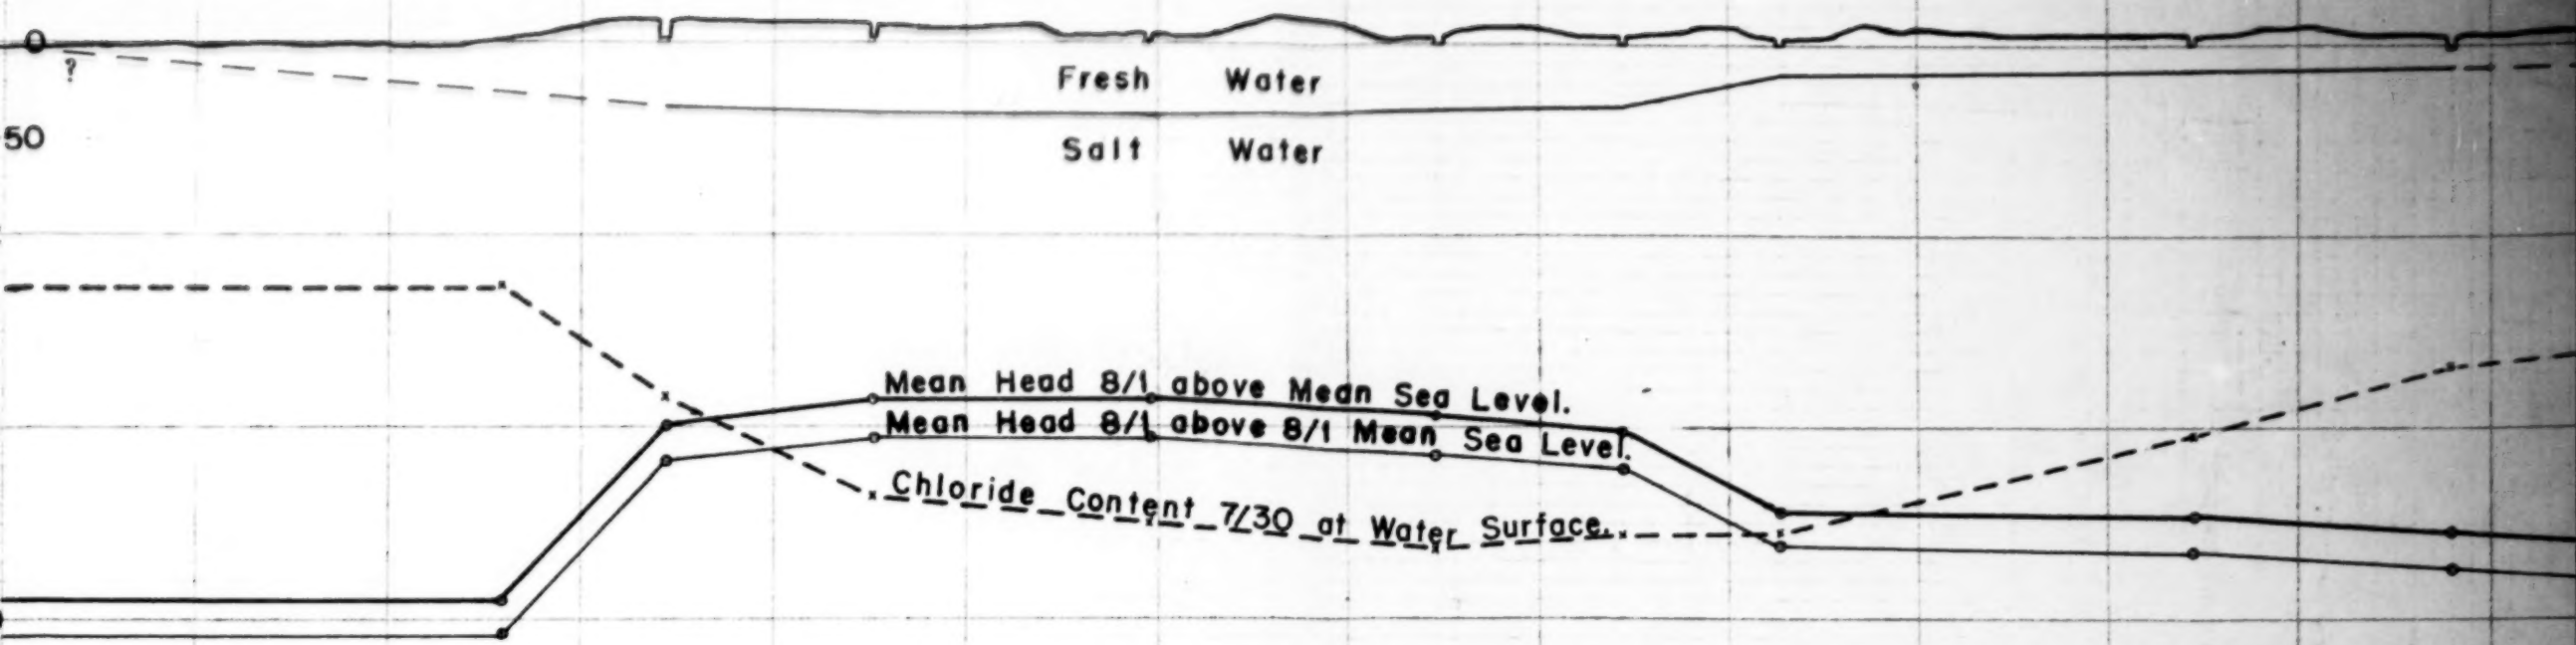 0
?
Fresh Water
50
Salt Water
Mean Head 8/1 above Mean Sea Level.
Mean Head 8/1 above 8/1 Mean Sea Level.
Chloride Content 7/30 at Water Surface.